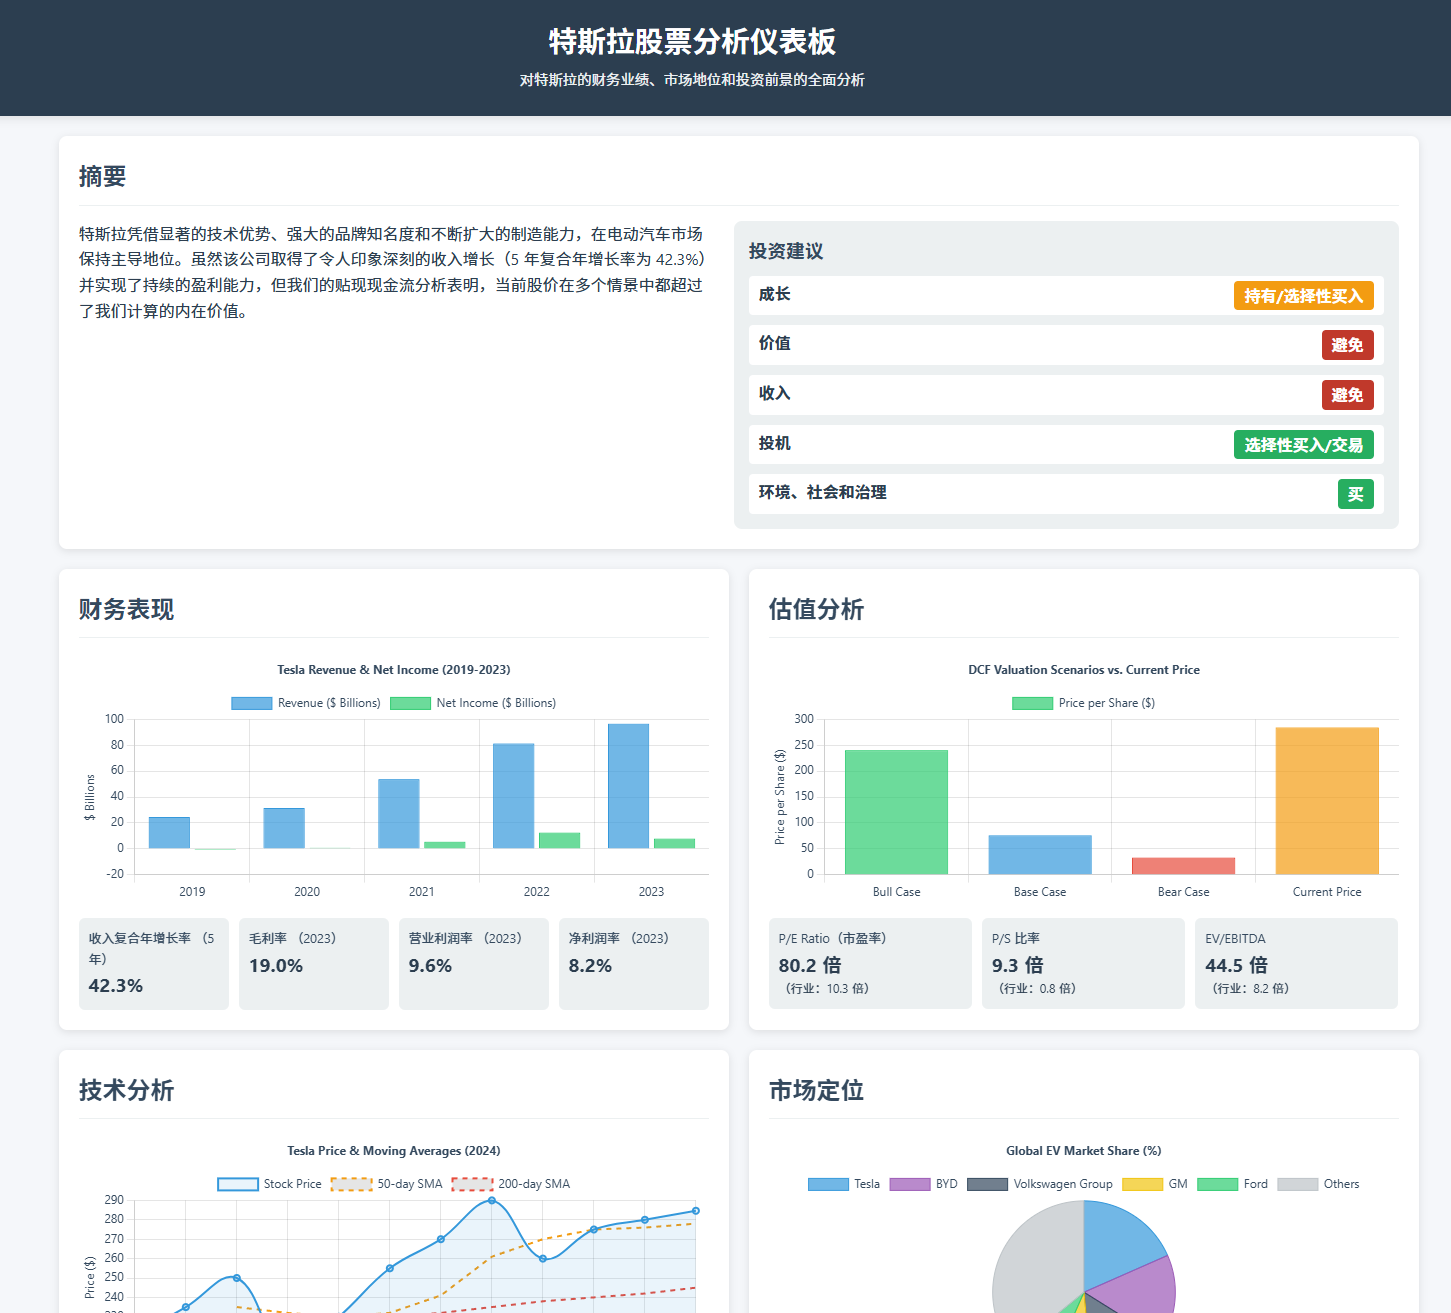 特斯拉股票分析仪表板
对特斯拉的财务业绩、市场地位和投资前景的全面分析
摘要
特斯拉凭借显著的技术优势、强大的品牌知名度和不断扩大的制造能力，在电动汽车市场
保持主导地位。虽然该公司取得了令人印象深刻的收入增长（5 年复合年增长率为 42.3%）
并实现了持续的盈利能力，但我们的贴现现金流分析表明，当前股价在多个情景中都超过
了我们计算的内在价值。
投资建议
成长
持有/选择性买入
价值
避免
收入
避免
投机
选择性买入/交易
环境、社会和治理
买
财务表现
Tesla Revenue & Net Income (2019-2023)
Revenue ($ Billions)
Net Income ($ Billions)
$ Billions
100
80
60
40
20
0
-20
2019
2020
2021
2022
2023
收入复合年增长率 （5
年）
42.3%
毛利率 （2023）
19.0%
营业利润率 （2023）
9.6%
净利润率 （2023）
8.2%
估值分析
DCF Valuation Scenarios vs. Current Price
Price per Share ($)
Price per Share ($)
300
250
200
150
100
50
0
Bull Case
Base Case
Bear Case
Current Price
P/E Ratio（市盈率）
80.2 倍
（行业：10.3 倍）
P/S 比率
9.3 倍
（行业：0.8 倍）
EV/EBITDA
44.5 倍
（行业：8.2 倍）
技术分析
Tesla Price & Moving Averages (2024)
Stock Price
50-day SMA
200-day SMA
Price ($)
290
280
270
260
250
240
市场定位
Global EV Market Share (%)
Tesla
BYD
Volkswagen Group
GM
Ford
Others